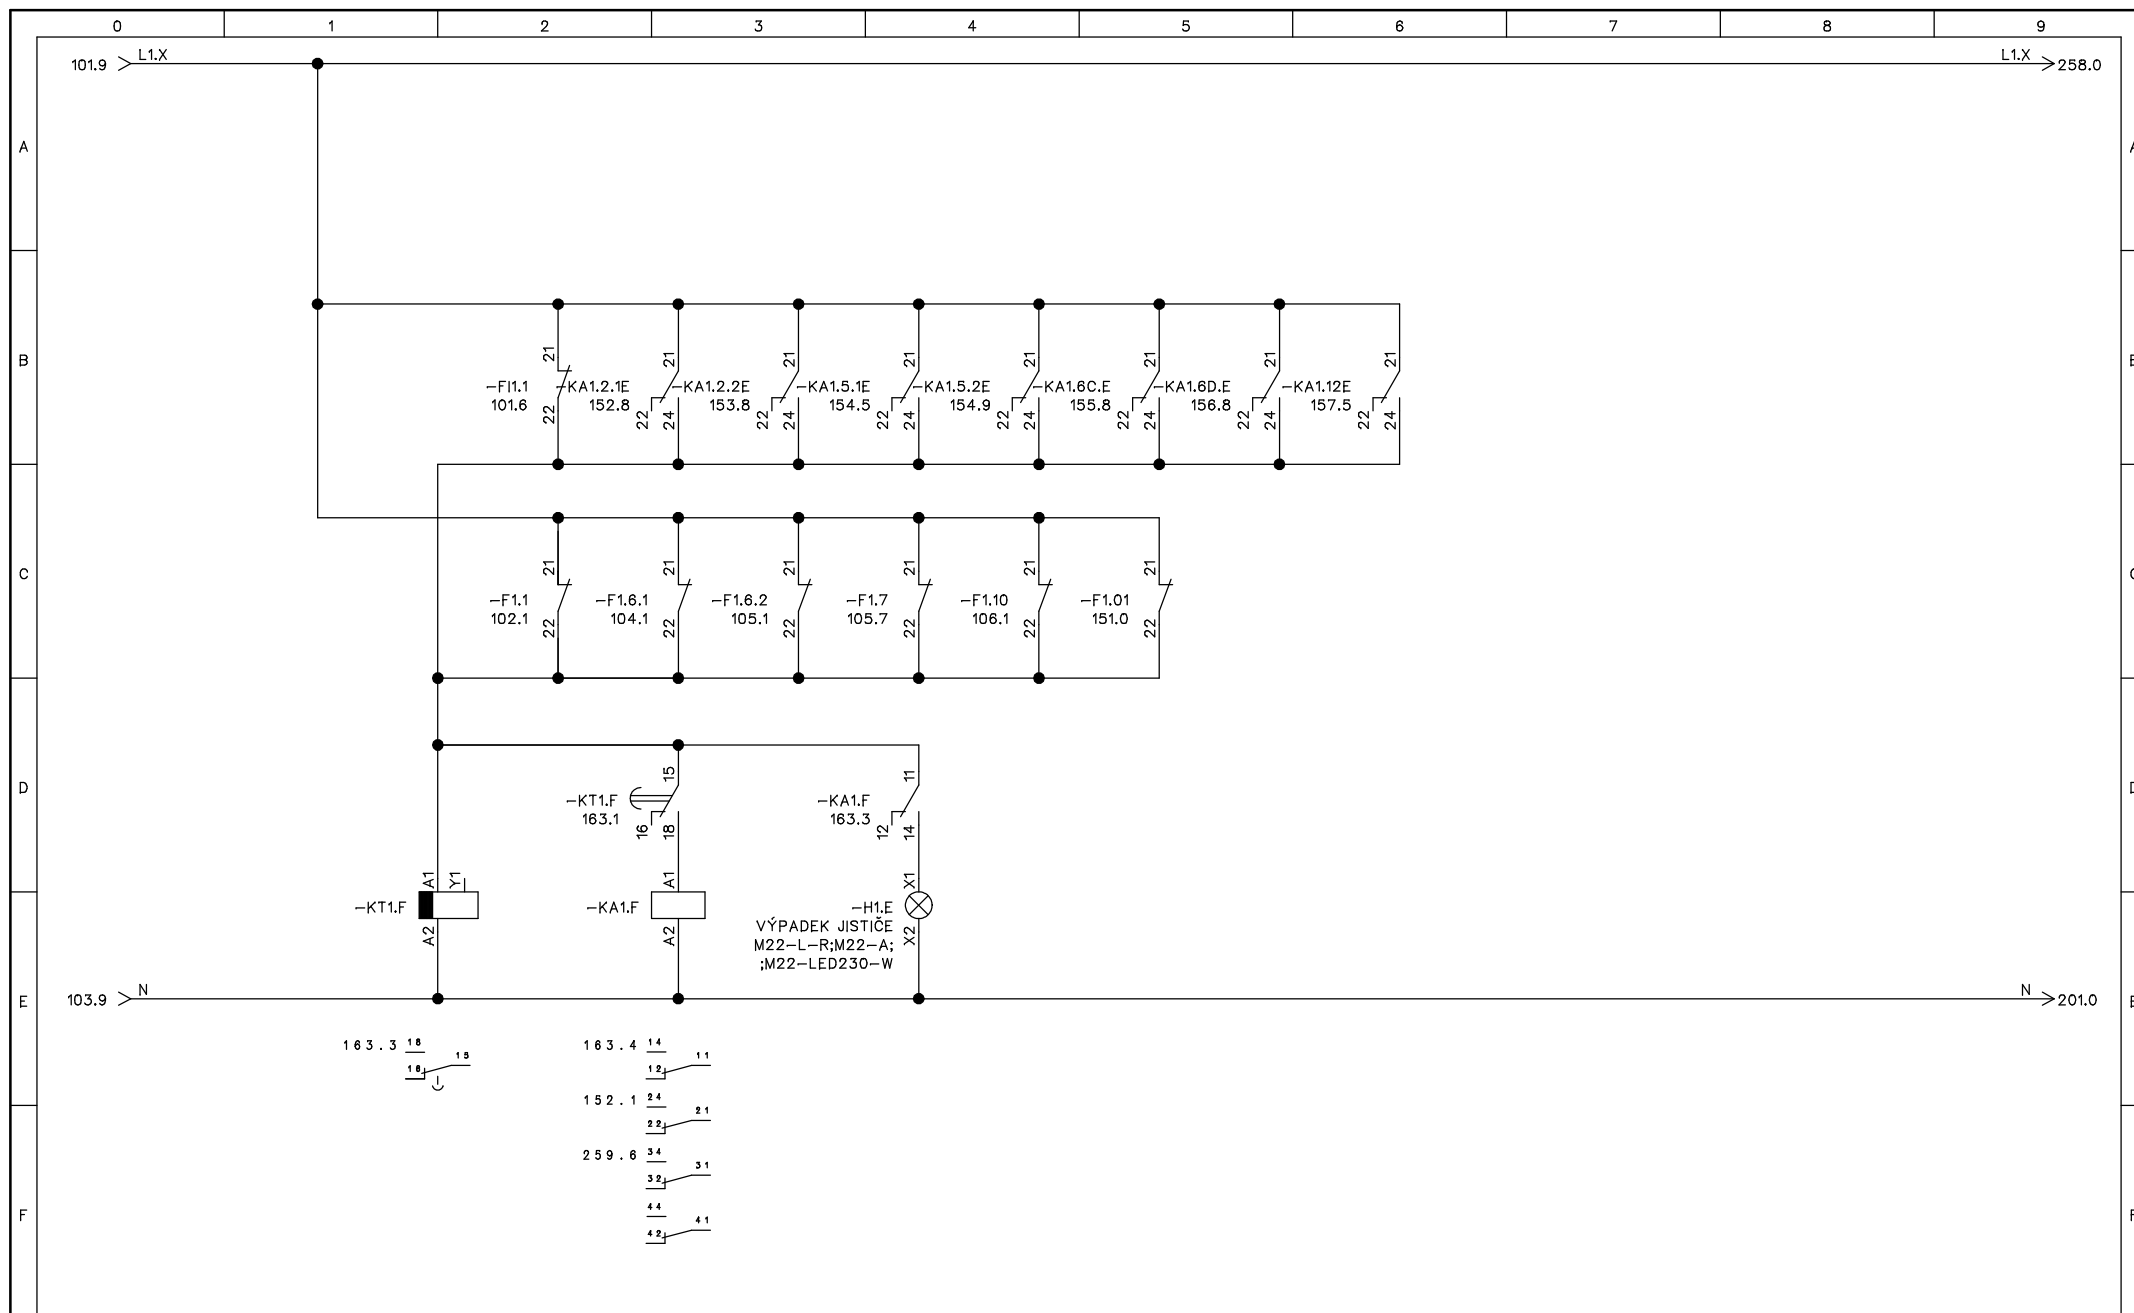 0 1 2 3 4 5 6 7 8 9
101.9 L1.X L1.X 258.0
A A
B B
21 21 21 21 21 21 21 21
-FI1.1 -KA1.2.1E -KA1.2.2E -KA1.5.1E -KA1.5.2E -KA1.6C.E -KA1.6D.E -KA1.12E
101.6 152.8 153.8 154.5 154.9 155.8 156.8 157.5
22 22 24 22 24 22 24 22 24 22 24 22 24 22 24
C C
21 21 21 21 21 21
-F1.1 -F1.6.1 -F1.6.2 -F1.7 -F1.10 -F1.01
102.1 104.1 105.1 105.7 106.1 151.0
22 22 22 22 22 22
D D
15 11
-KT1.F -KA1.F
163.1 163.3
16 18 12 14
A1 Y1 A1 X1
-KT1.F -KA1.F -H1.E
A2 A2 X2
VÝPADEK JISTIČE
M22-L-R;M22-A;
;M22-LED230-W
E E
103.9 N N 201.0
163.3 18 15
16
163.4 14 11
12
152.1 24 21
22
259.6 34 31
32
F F
44 41
42